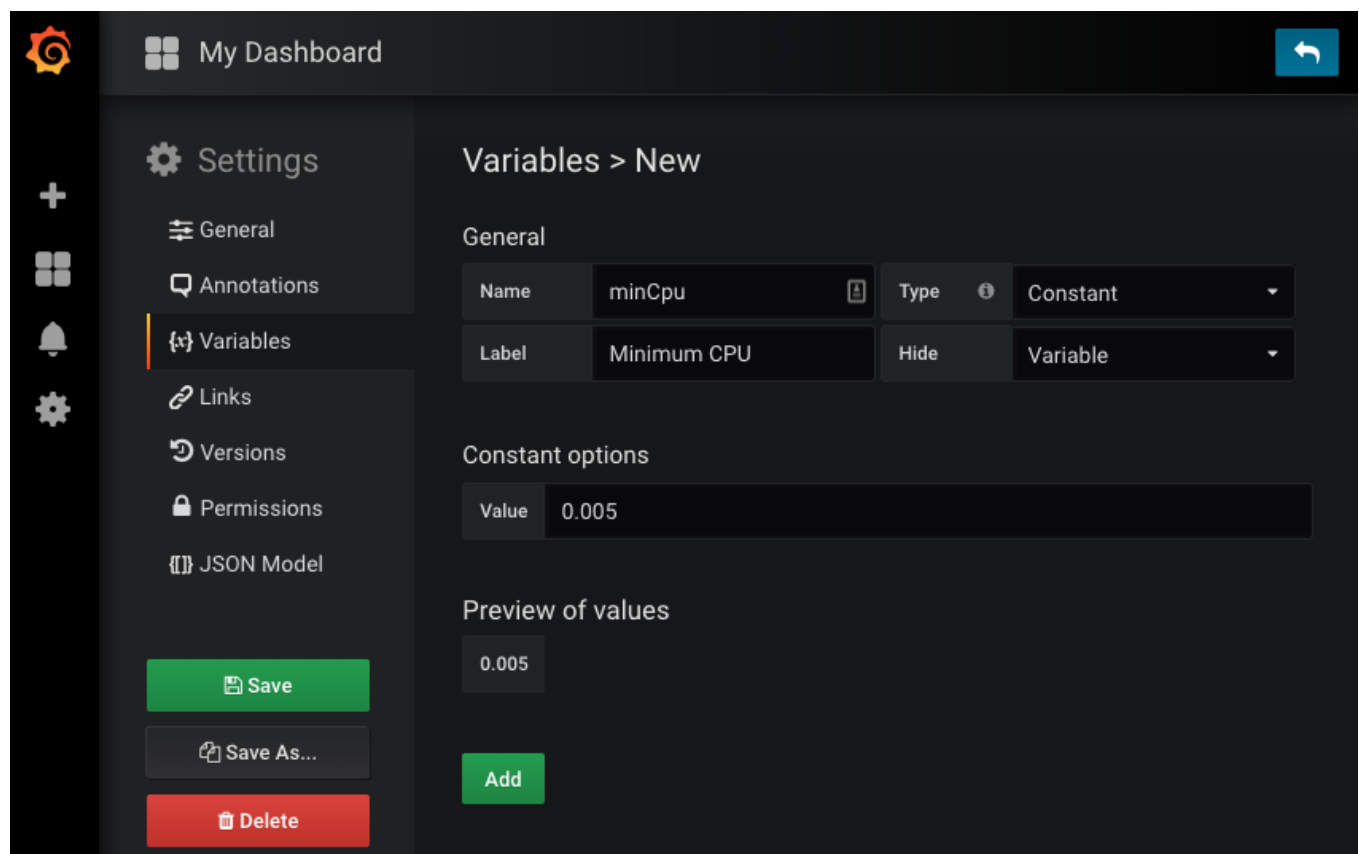 My Dashboard
Settings
General
Annotations
{x} Variables
Links
Versions
Permissions
{[]} JSON Model
Save
Save As...
Delete
Variables > New
General
Name minCpu Type Constant
Label Minimum CPU Hide Variable
Constant options
Value 0.005
Preview of values
0.005
Add